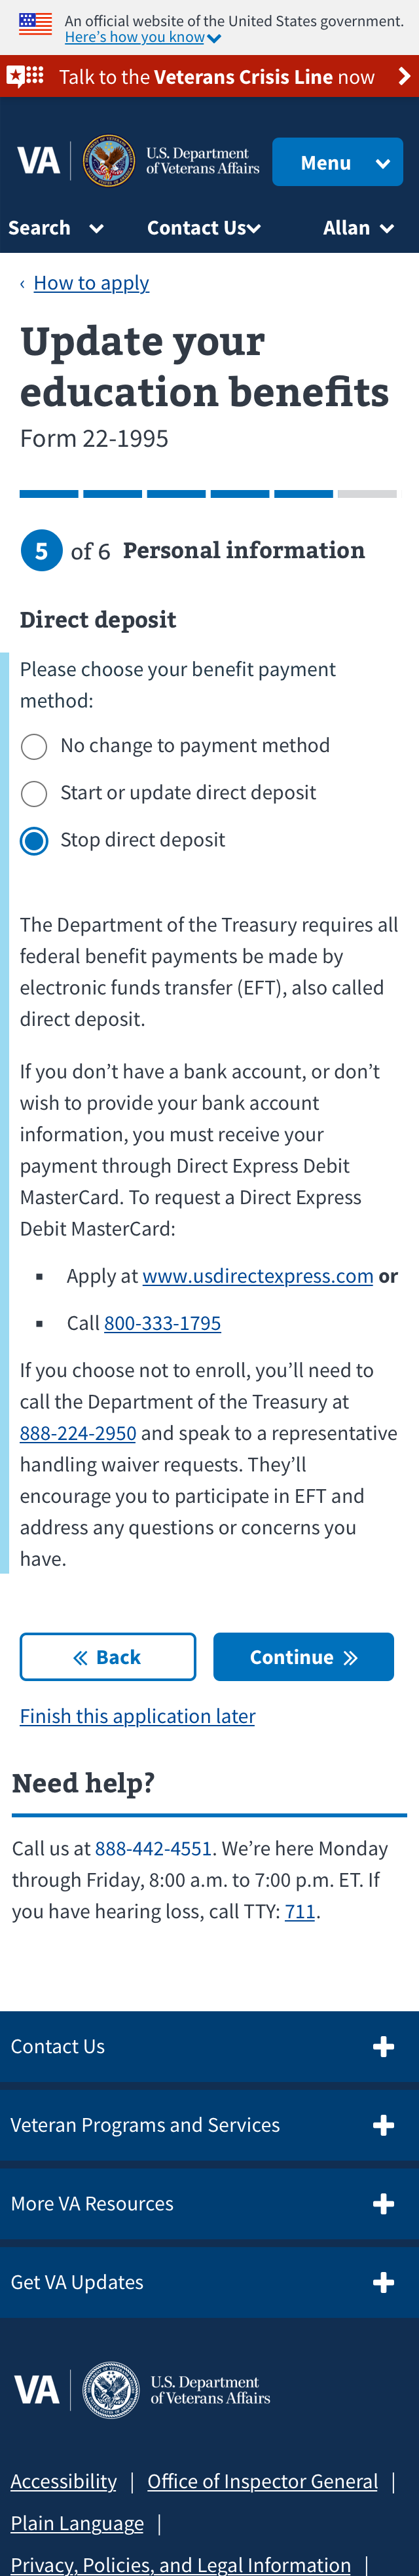 An official website of the United States government.
Here's how you know
Talk to the Veterans Crisis Line now
VA
U.S. Department
of Veterans Affairs
Menu
Search
Contact Us
Allan
‹ How to apply
Update your
education benefits
Form 22-1995
5 of 6 Personal information
Direct deposit
Please choose your benefit payment
method:
No change to payment method
Start or update direct deposit
Stop direct deposit
The Department of the Treasury requires all
federal benefit payments be made by
electronic funds transfer (EFT), also called
direct deposit.
If you don't have a bank account, or don't
wish to provide your bank account
information, you must receive your
payment through Direct Express Debit
MasterCard. To request a Direct Express
Debit MasterCard:
▪ Apply at www.usdirectexpress.com or
▪ Call 800-333-1795
If you choose not to enroll, you'll need to
call the Department of the Treasury at
888-224-2950 and speak to a representative
handling waiver requests. They'll
encourage you to participate in EFT and
address any questions or concerns you
have.
« Back
Continue »
Finish this application later
Need help?
Call us at 888-442-4551. We're here Monday
through Friday, 8:00 a.m. to 7:00 p.m. ET. If
you have hearing loss, call TTY: 711.
Contact Us
Veteran Programs and Services
More VA Resources
Get VA Updates
VA
U.S. Department
of Veterans Affairs
Accessibility | Office of Inspector General |
Plain Language |
Privacy, Policies, and Legal Information |